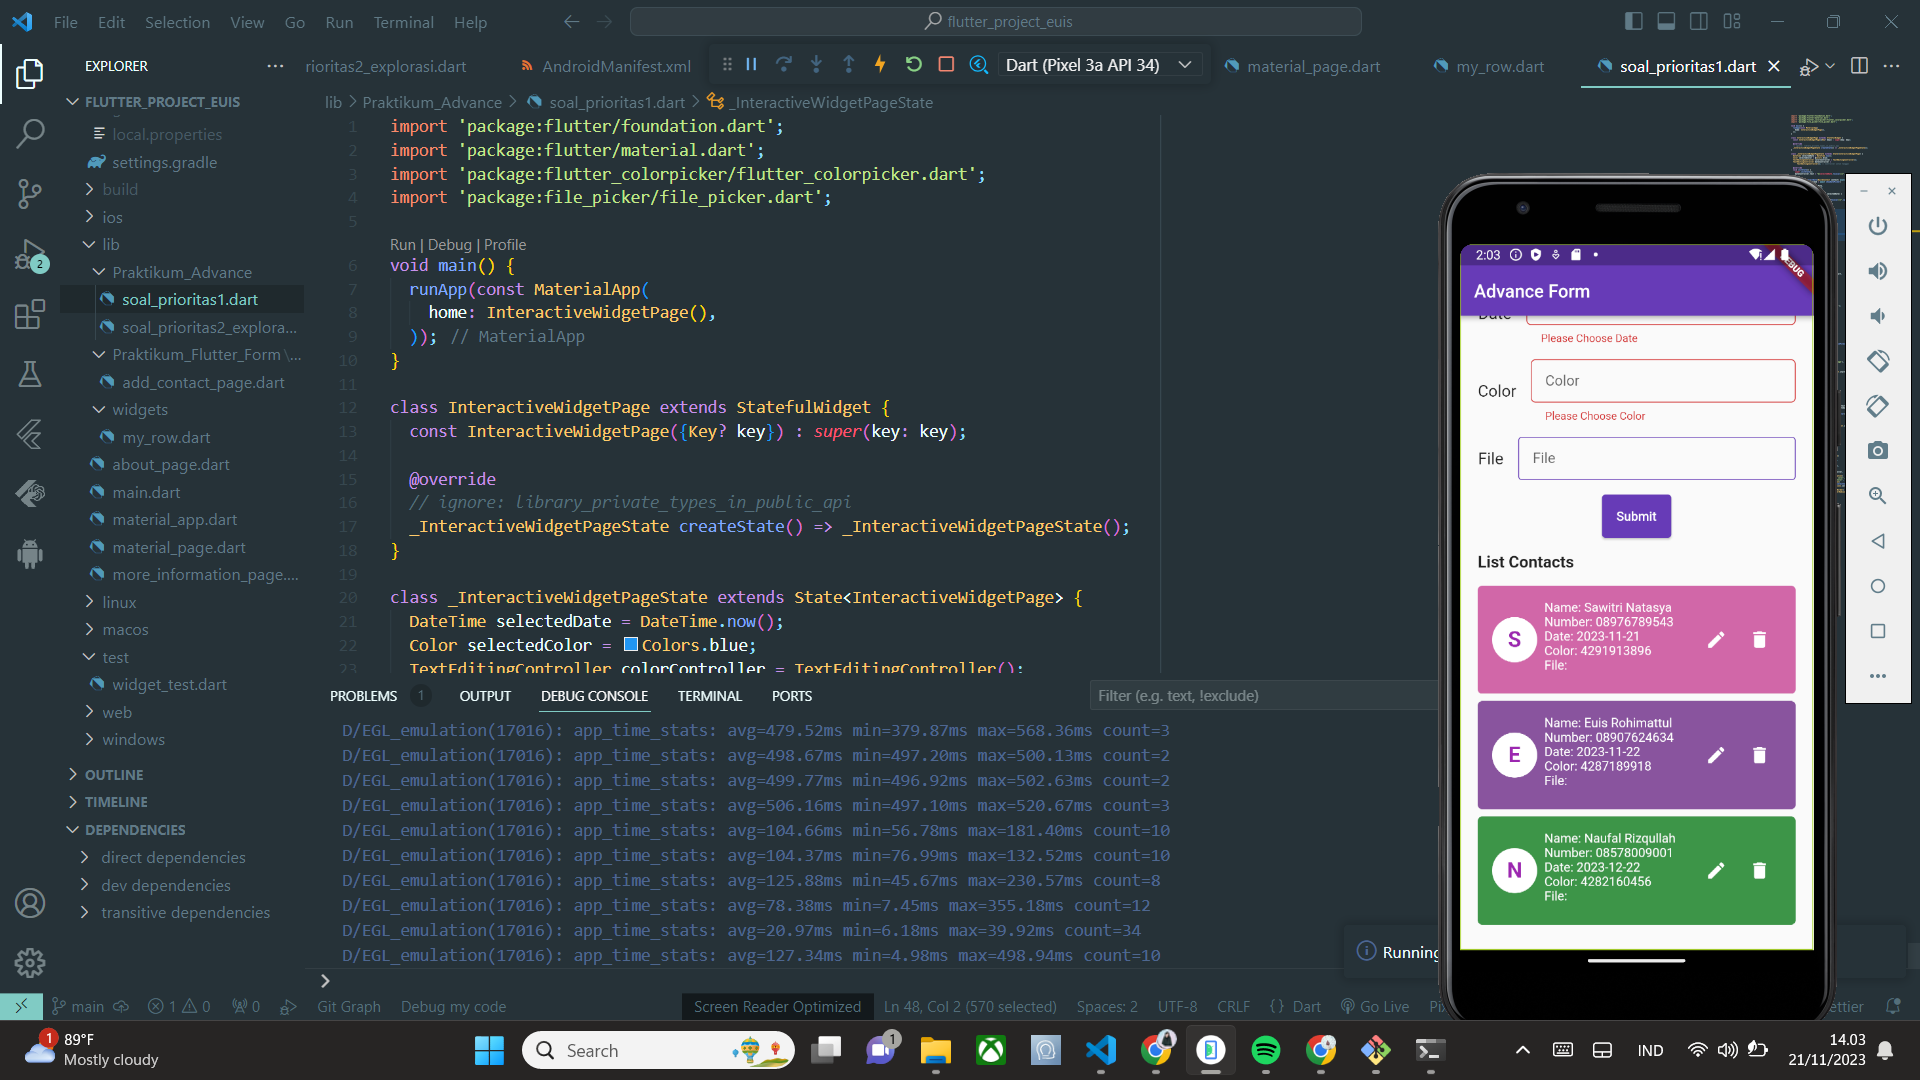 File Edit Selection View Go Run Terminal Help
flutter_project_euis
EXPLORER
rioritas2_explorasi.dart
AndroidManifest.xml
Dart (Pixel 3a API 34)
material_page.dart
my_row.dart
soal_prioritas1.dart
FLUTTER_PROJECT_EUIS
local.properties
settings.gradle
build
ios
lib
Praktikum_Advance
soal_prioritas1.dart
soal_prioritas2_explora...
Praktikum_Flutter_Form \...
add_contact_page.dart
widgets
my_row.dart
about_page.dart
main.dart
material_app.dart
material_page.dart
more_information_page....
linux
macos
test
widget_test.dart
web
windows
OUTLINE
TIMELINE
DEPENDENCIES
direct dependencies
dev dependencies
transitive dependencies
2
lib > Praktikum_Advance > soal_prioritas1.dart > _InteractiveWidgetPageState
1 import 'package:flutter/foundation.dart';
2 import 'package:flutter/material.dart';
3 import 'package:flutter_colorpicker/flutter_colorpicker.dart';
4 import 'package:file_picker/file_picker.dart';
5
Run | Debug | Profile
6 void main() {
7 runApp(const MaterialApp(
8 home: InteractiveWidgetPage(),
9 )); // MaterialApp
10 }
11
12 class InteractiveWidgetPage extends StatefulWidget {
13 const InteractiveWidgetPage({Key? key}) : super(key: key);
14
15 @override
16 // ignore: library_private_types_in_public_api
17 _InteractiveWidgetPageState createState() => _InteractiveWidgetPageState();
18 }
19
20 class _InteractiveWidgetPageState extends State<InteractiveWidgetPage> {
21 DateTime selectedDate = DateTime.now();
22 Color selectedColor = Colors.blue;
23 TextEditingController colorController = TextEditingController();
PROBLEMS 1 OUTPUT DEBUG CONSOLE TERMINAL PORTS
Filter (e.g. text, !exclude)
D/EGL_emulation(17016): app_time_stats: avg=479.52ms min=379.87ms max=568.36ms count=3
D/EGL_emulation(17016): app_time_stats: avg=498.67ms min=497.20ms max=500.13ms count=2
D/EGL_emulation(17016): app_time_stats: avg=499.77ms min=496.92ms max=502.63ms count=2
D/EGL_emulation(17016): app_time_stats: avg=506.16ms min=497.10ms max=520.67ms count=3
D/EGL_emulation(17016): app_time_stats: avg=104.66ms min=56.78ms max=181.40ms count=10
D/EGL_emulation(17016): app_time_stats: avg=104.37ms min=76.99ms max=132.52ms count=10
D/EGL_emulation(17016): app_time_stats: avg=125.88ms min=45.67ms max=230.57ms count=8
D/EGL_emulation(17016): app_time_stats: avg=78.38ms min=7.45ms max=355.18ms count=12
D/EGL_emulation(17016): app_time_stats: avg=20.97ms min=6.18ms max=39.92ms count=34
D/EGL_emulation(17016): app_time_stats: avg=127.34ms min=4.98ms max=498.94ms count=10
Running
2:03
DEBUG
Advance Form
Date
Please Choose Date
Color
Color
Please Choose Color
File
File
Submit
List Contacts
S
Name: Sawitri Natasya
Number: 08976789543
Date: 2023-11-21
Color: 4291913896
File:
E
Name: Euis Rohimattul
Number: 08907624634
Date: 2023-11-22
Color: 4287189918
File:
N
Name: Naufal Rizqullah
Number: 08578009001
Date: 2023-12-22
Color: 4282160456
File:
main 1 0 0 Git Graph Debug my code
Screen Reader Optimized Ln 48, Col 2 (570 selected) Spaces: 2 UTF-8 CRLF { } Dart Go Live Pi ettier
1
89°F
Mostly cloudy
Search
1
IND
14.03
21/11/2023